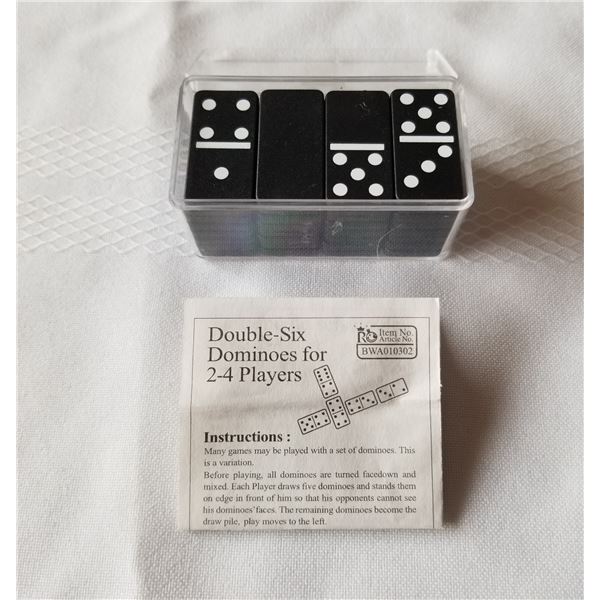 Double-Six
Dominoes for
2-4 Players
RO
Item No.
Article No.
BWA010302
Instructions :
Many games may be played with a set of dominoes. This
is a variation.
Before playing, all dominoes are turned facedown and
mixed. Each Player draws five dominoes and stands them
on edge in front of him so that his opponents cannot see
his dominoes'faces. The remaining dominoes become the
draw pile, play moves to the left.